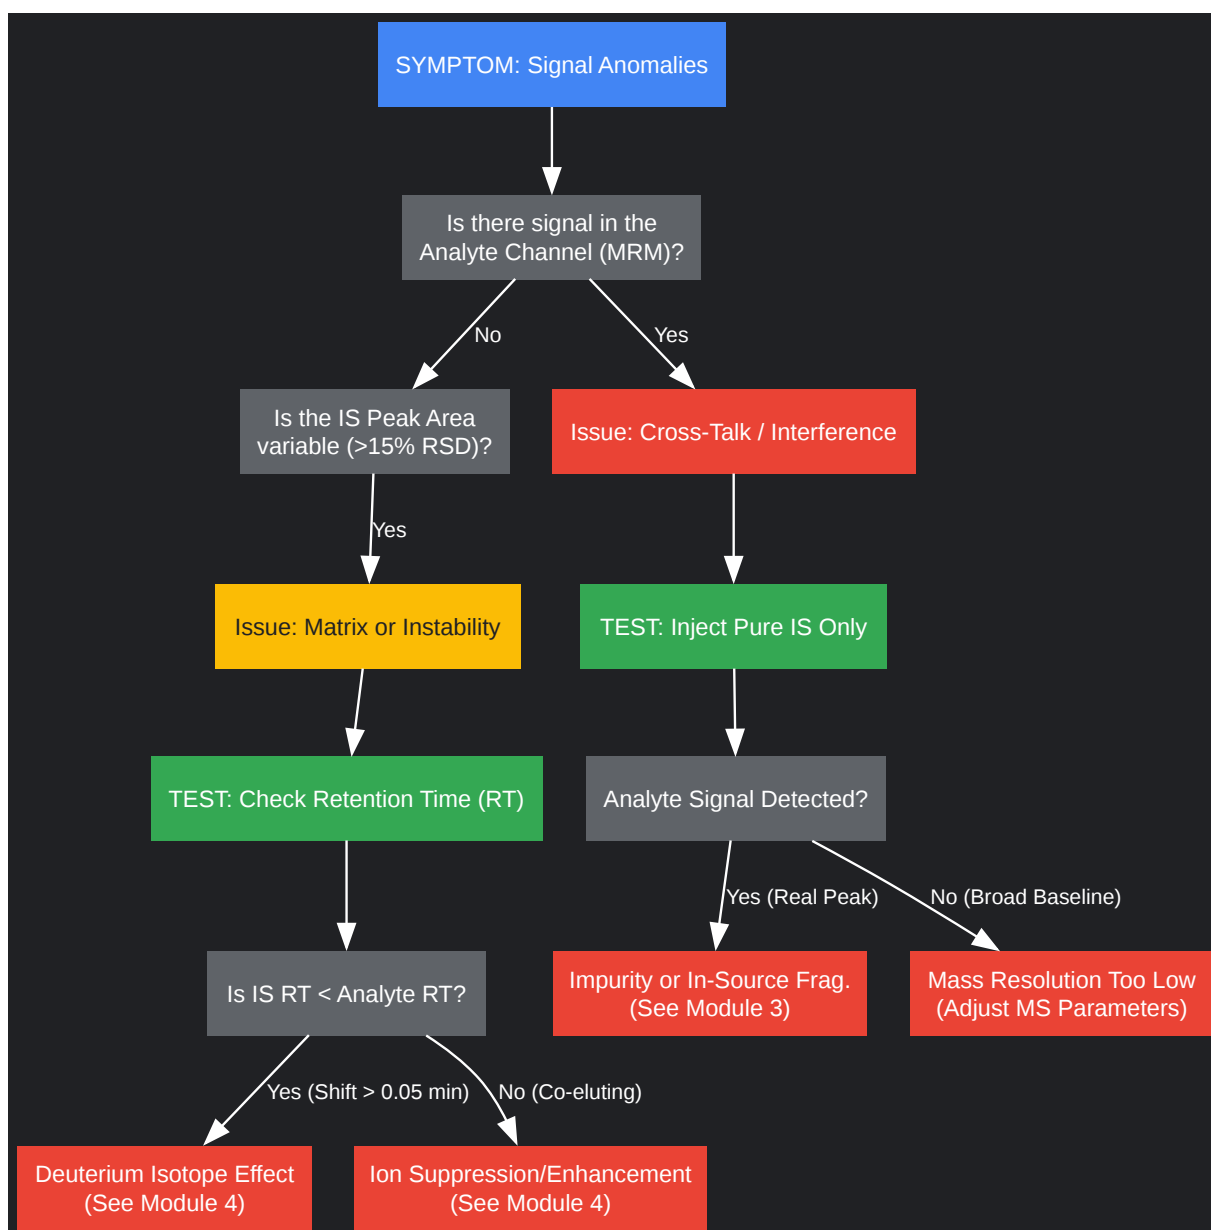 SYMPTOM: Signal Anomalies
Is there signal in the
Analyte Channel (MRM)?
No
Yes
Is the IS Peak Area
variable (>15% RSD)?
Issue: Cross-Talk / Interference
Yes
Issue: Matrix or Instability
TEST: Inject Pure IS Only
TEST: Check Retention Time (RT)
Analyte Signal Detected?
Yes (Real Peak)
No (Broad Baseline)
Is IS RT < Analyte RT?
Impurity or In-Source Frag.
(See Module 3)
Mass Resolution Too Low
(Adjust MS Parameters)
Yes (Shift > 0.05 min)
No (Co-eluting)
Deuterium Isotope Effect
(See Module 4)
Ion Suppression/Enhancement
(See Module 4)